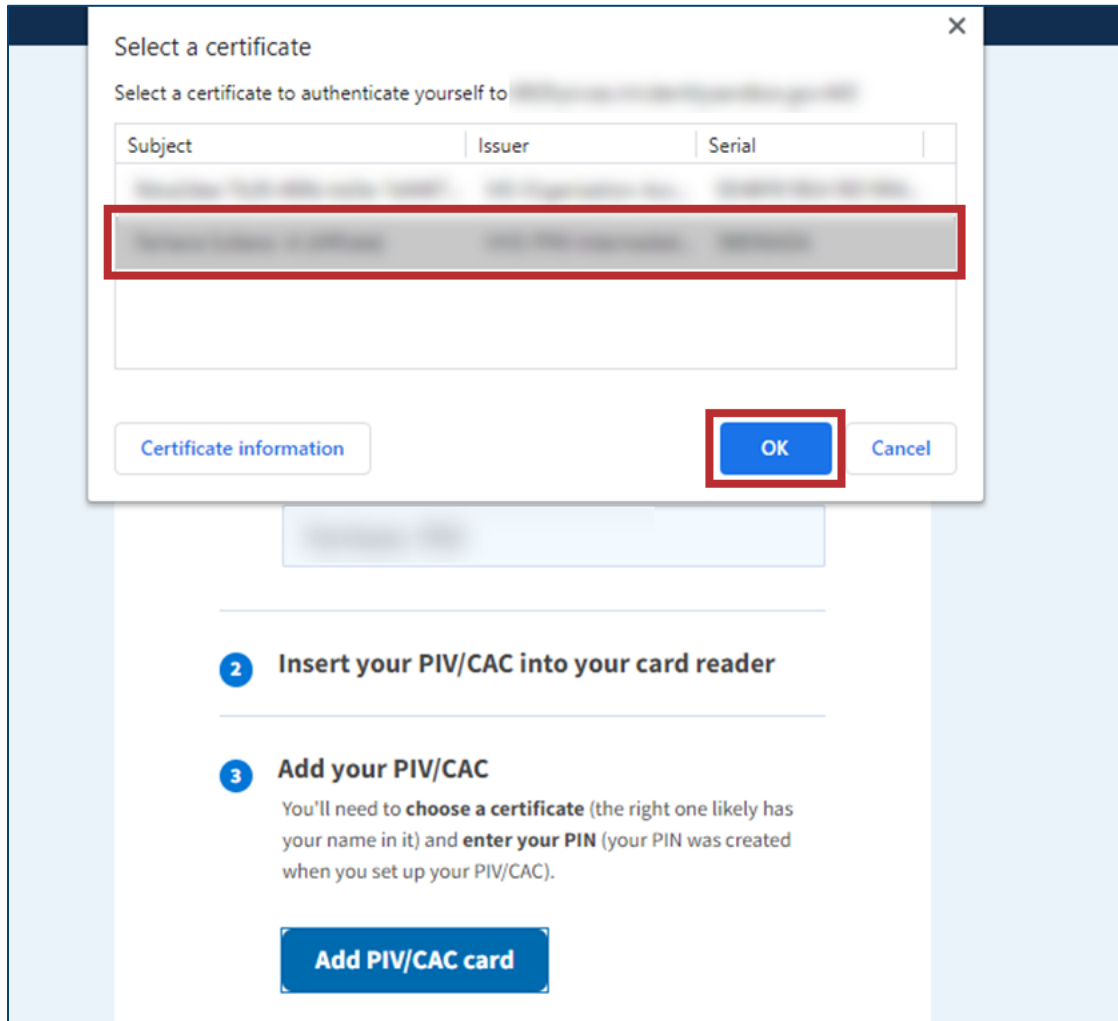 Select a certificate
Select a certificate to authenticate yourself to
Subject Issuer Serial
Certificate information OK Cancel
2 Insert your PIV/CAC into your card reader
3 Add your PIV/CAC
You'll need to choose a certificate (the right one likely has
your name in it) and enter your PIN (your PIN was created
when you set up your PIV/CAC).
Add PIV/CAC card